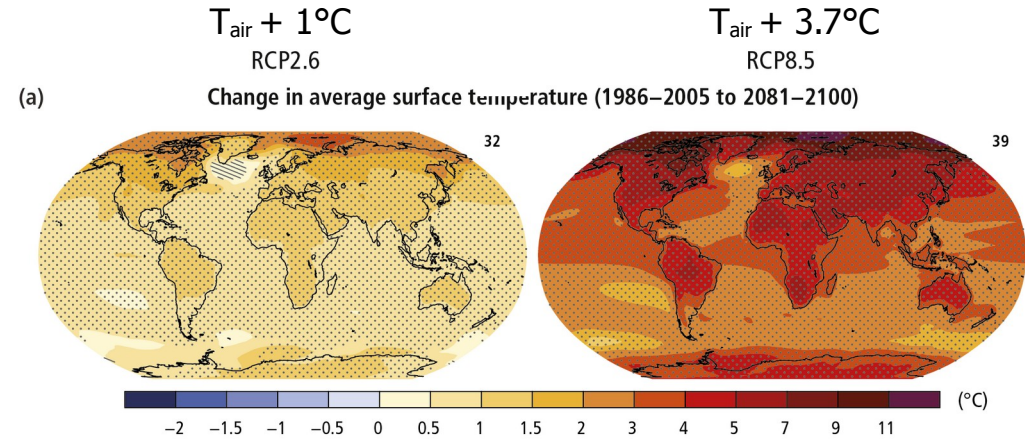 T air + 1°C
T air + 3.7°C
RCP2.6
RCP8.5
(a)
Change in average surface temperature (1986–2005 to 2081–2100)
32
39
(°C)
−2 −1.5 −1 −0.5 0 0.5 1 1.5 2 3 4 5 7 9 11